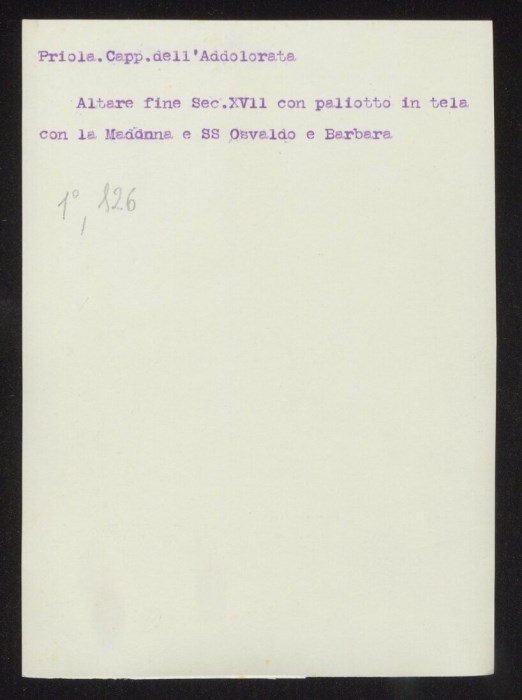 Priola.Capp.dell'Addolorata
Altare fine Sec.XVll con paliotto in tela
con la Madonna e SS Osvaldo e Barbara
1°, 126